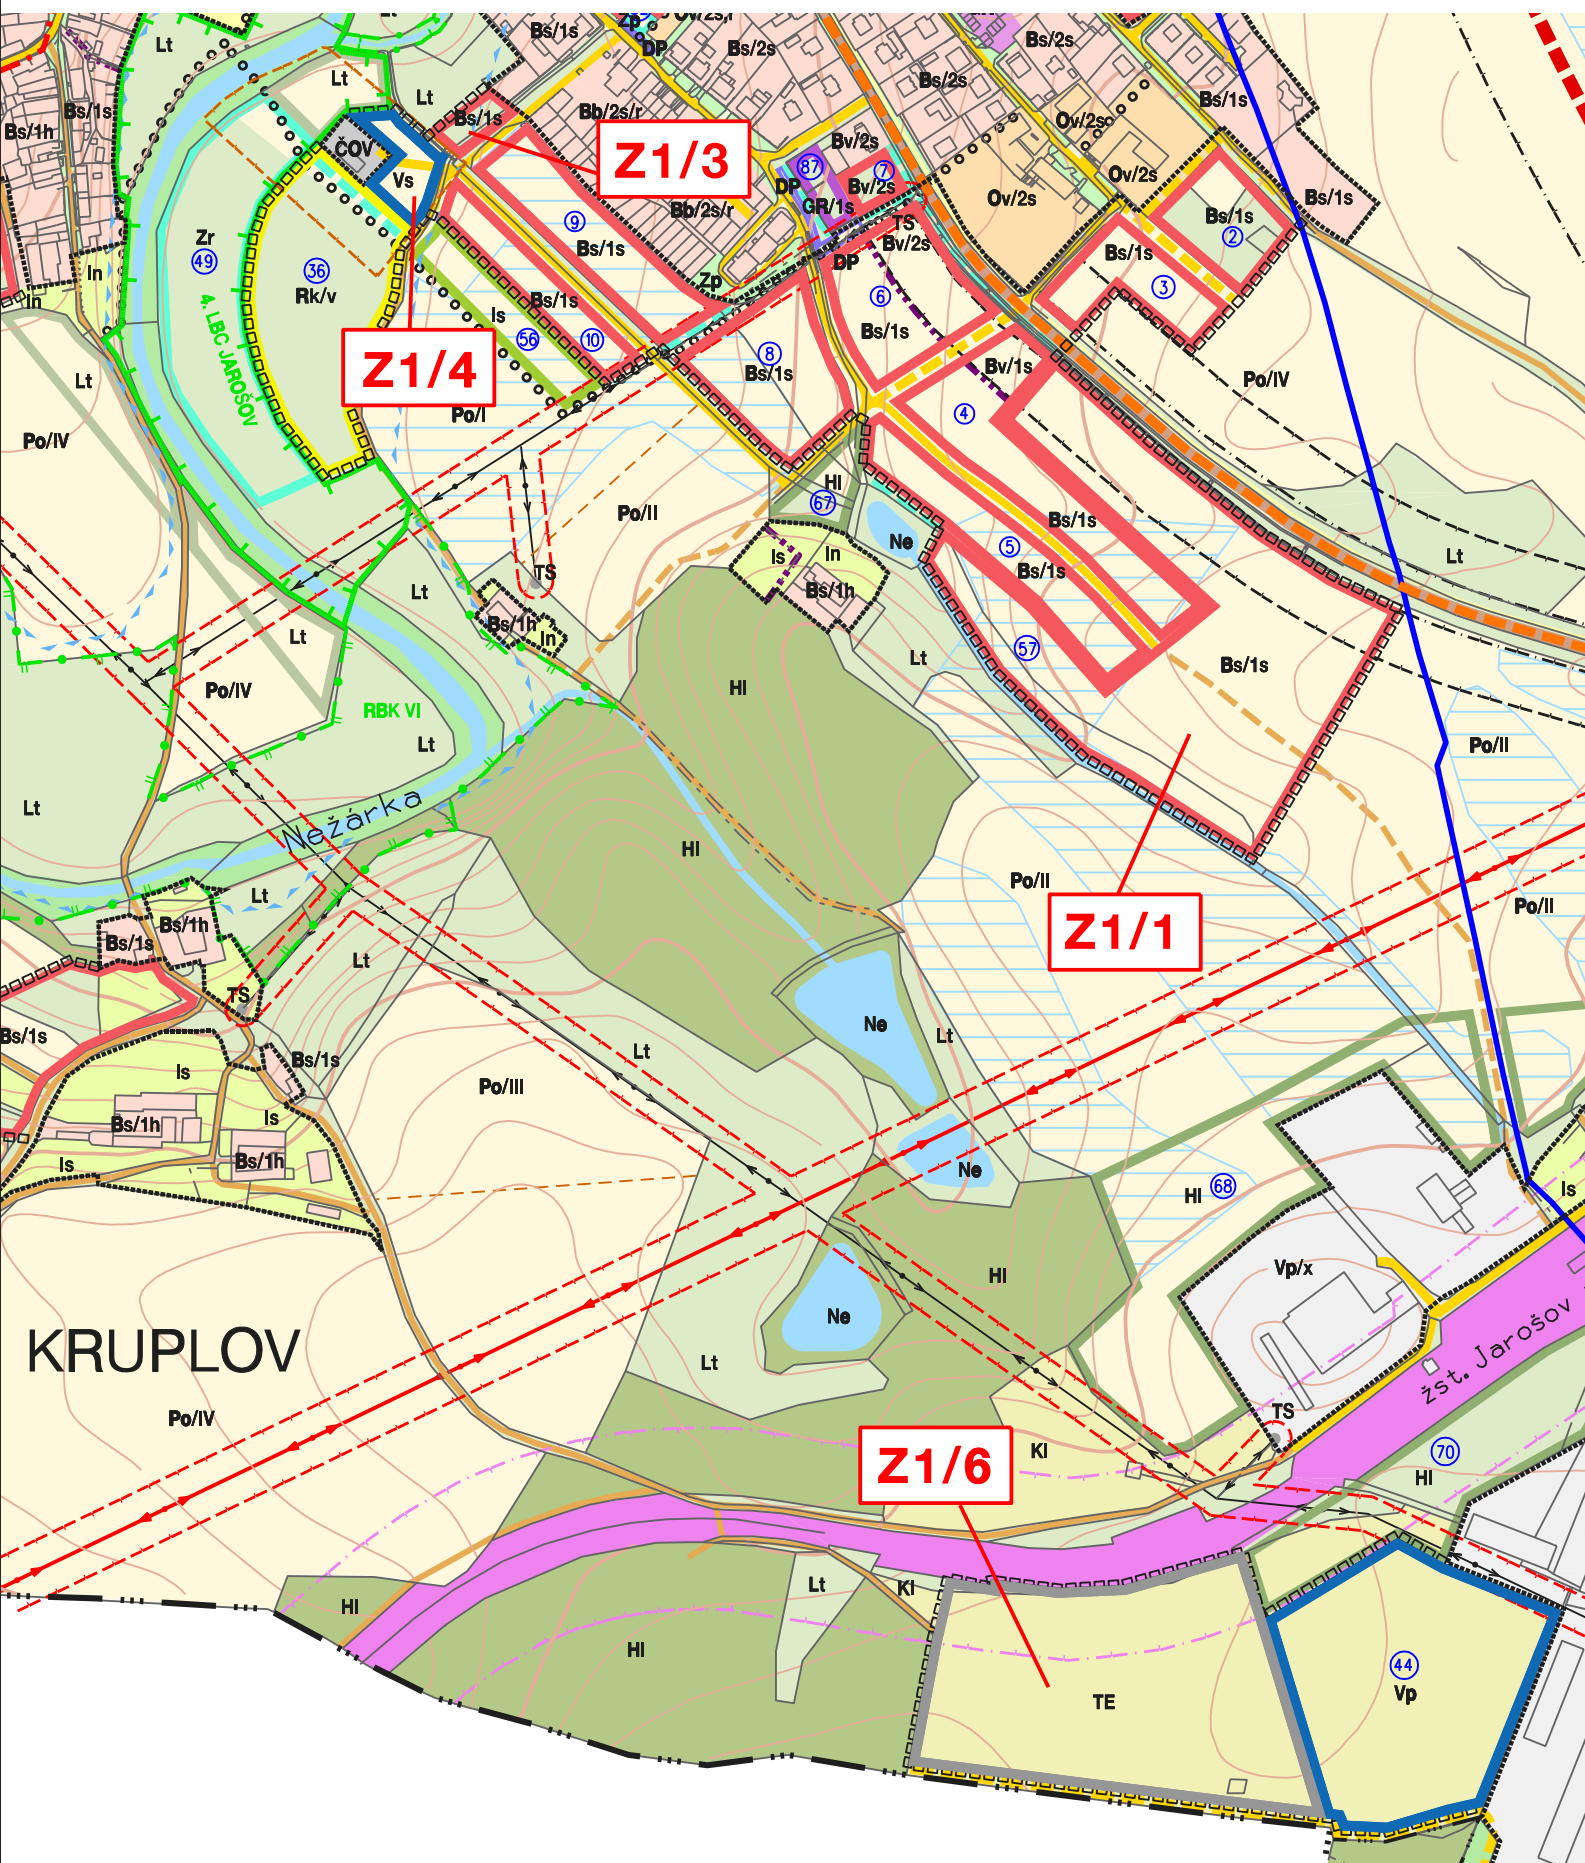 Lt
Lt
Bs/1s
Zp
Ov/2s,r
DP
Bs/2s
Bs/2s
Bs/2s
Lt
Lt
Bs/1s
Bs/1h
Bs/1s
Bb/2s/r
Bs/1s
Ov/2s
ČOV
Z1/3
Bv/2s
87
7
Vs
DP
Bv/2s
Ov/2s
Ov/2s
Bs/1s
GR/1s
Bb/2s/r
TS
Bs/1s
2
Zr
49
9
Bs/1s
Bv/2s
Bs/1s
DP
36
Rk/v
In
In
Zp
6
3
4. LBC JAROŠOV
Bs/1s
Is
56
10
Bs/1s
8
Bs/1s
Z1/4
Lt
Bv/1s
Po/IV
Po/I
4
Po/IV
Hl
67
Po/II
Bs/1s
Ne
5
Bs/1s
Is
In
Bs/1h
Lt
TS
Lt
Bs/1h
In
Lt
57
Lt
Bs/1s
Po/IV
Hl
RBK VI
Lt
Po/II
Lt
Nežárka
Hl
Po/II
Lt
Po/II
Bs/1h
Bs/1s
Z1/1
Lt
TS
Ne
Bs/1s
Lt
Lt
Bs/1s
Is
Po/III
Is
Bs/1h
Bs/1h
Is
Ne
Hl
68
Is
Hl
Vp/x
Ne
KRUPLOV
Lt
žst. Jarošov
Po/IV
TS
Z1/6
Kl
70
Hl
Lt
Kl
Hl
Hl
44
Vp
TE